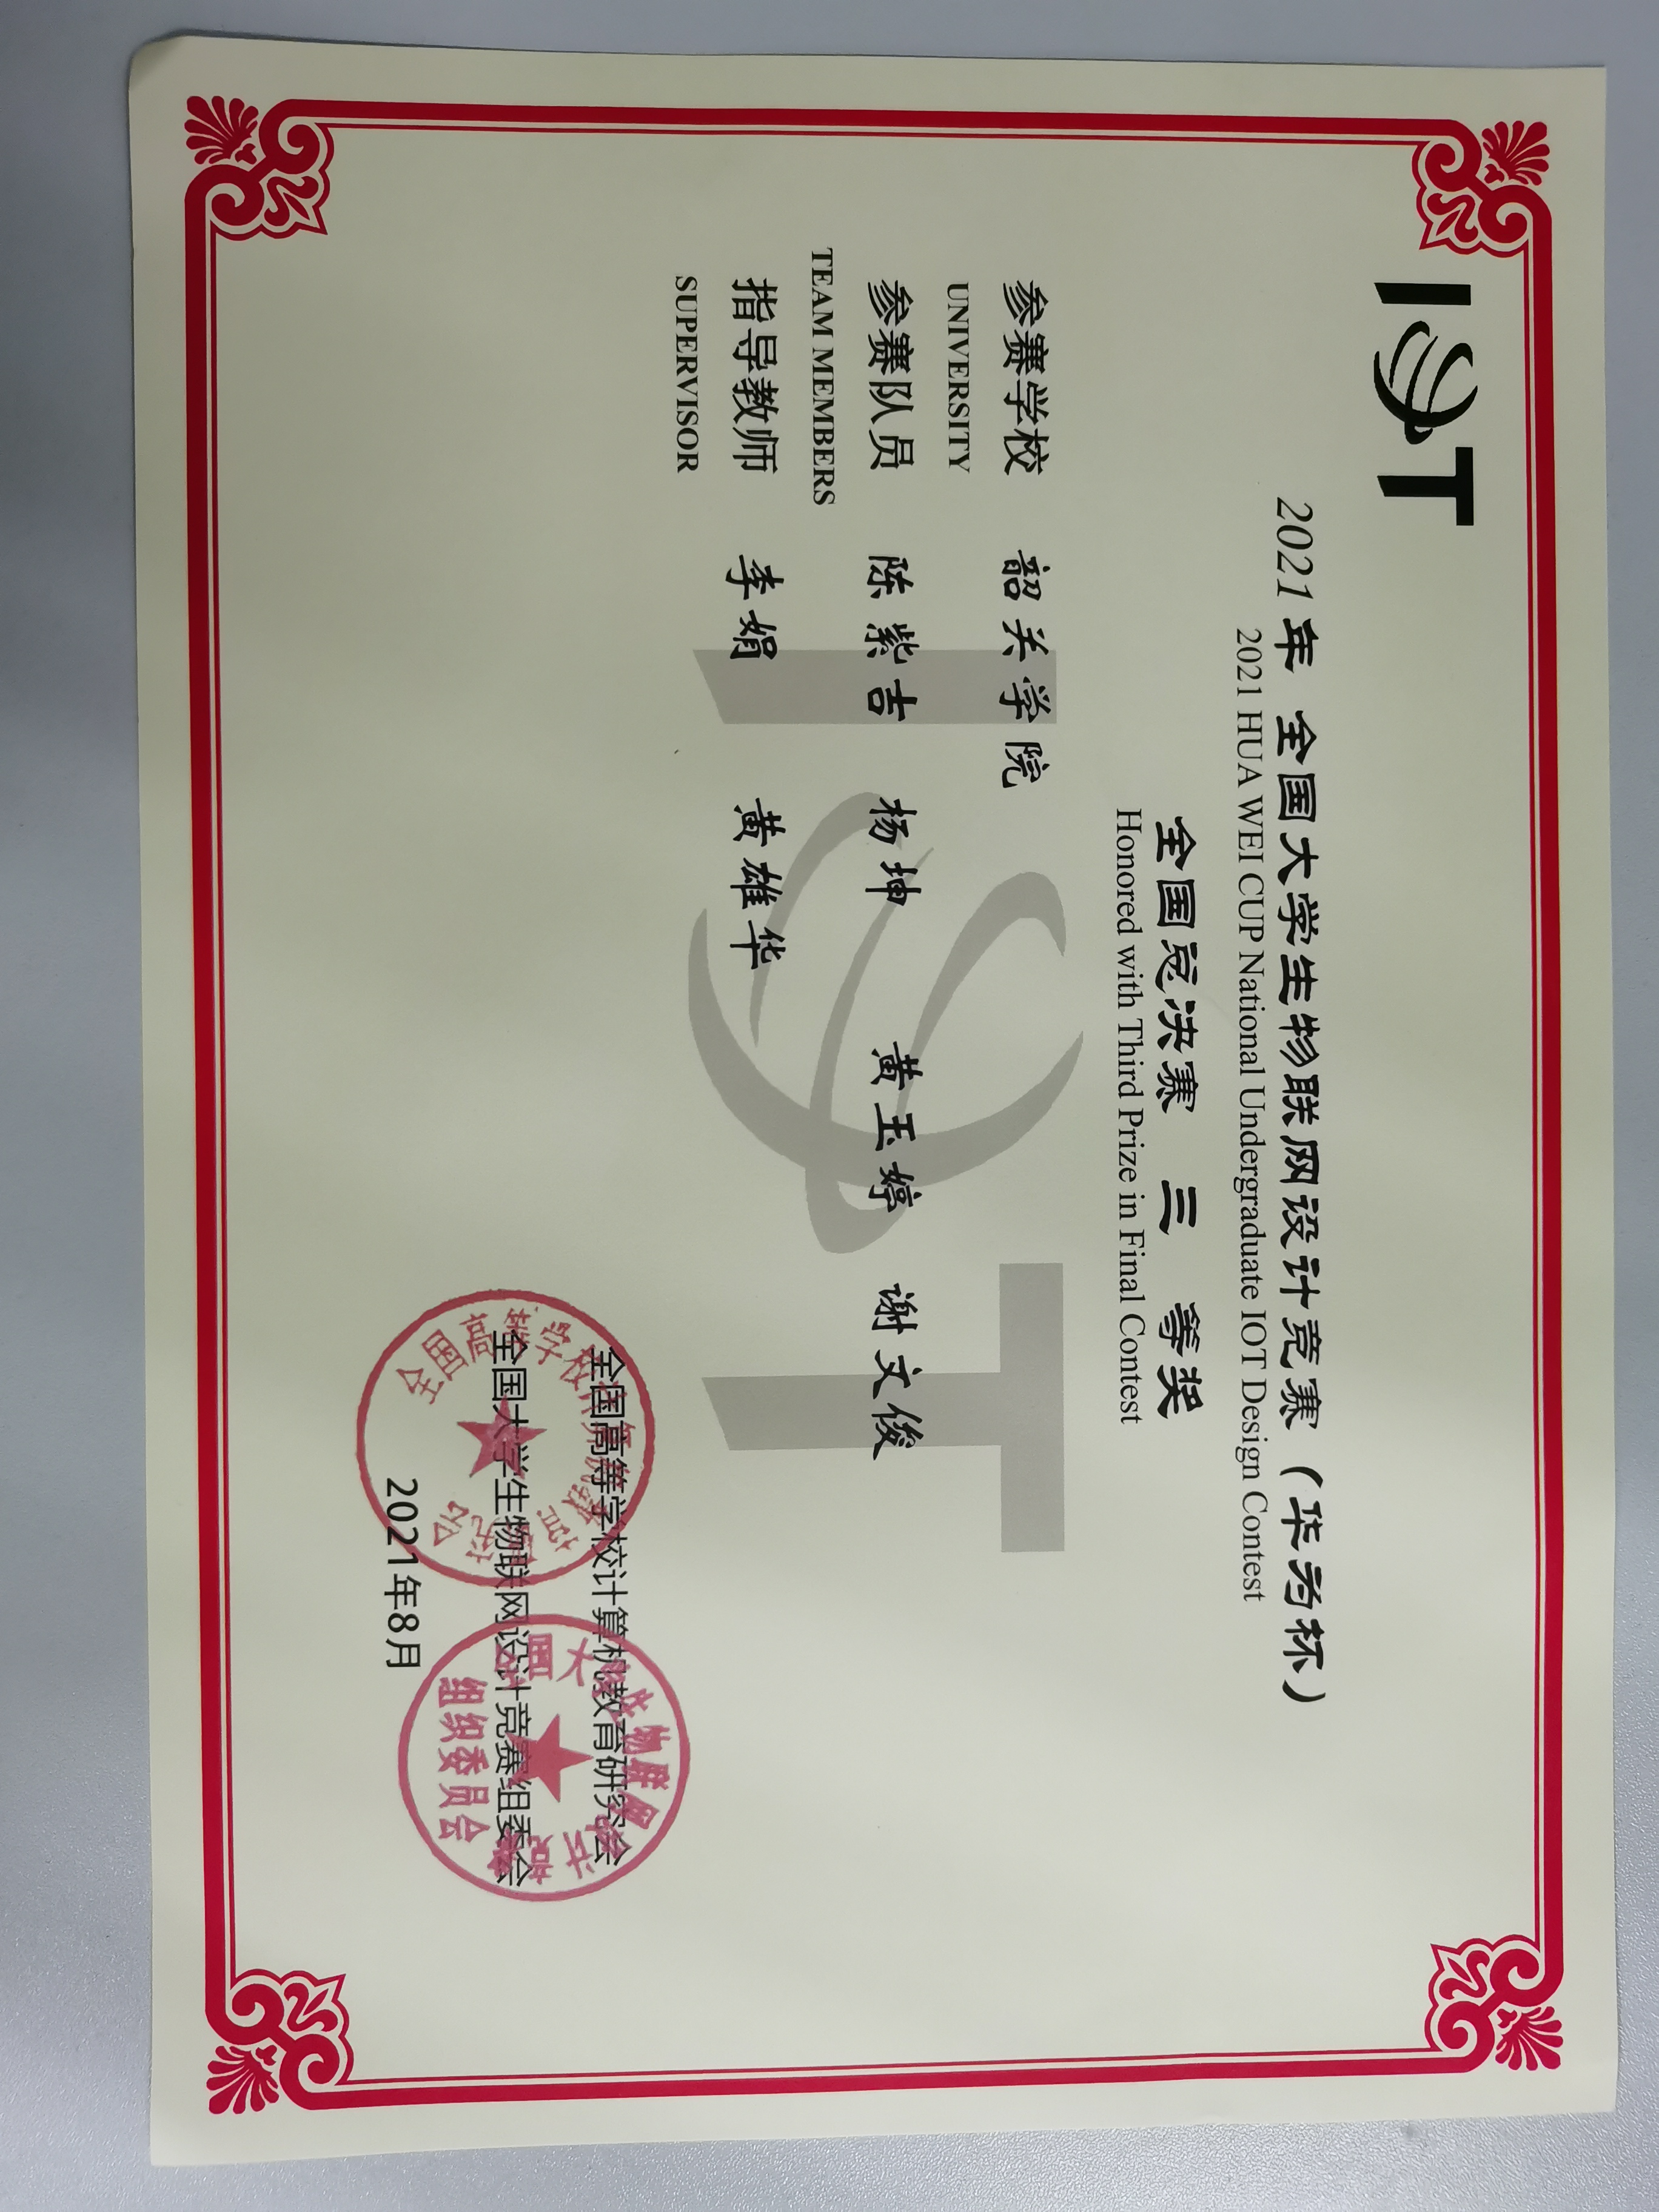 IOT
2021 年 全国大学生物联网设计竞赛（华为杯）
2021 HUA WEI CUP National Undergraduate IOT Design Contest
全国总决赛 三 等奖
Honored with Third Prize in Final Contest
IOT
参赛学校 韶关学院
UNIVERSITY
参赛队员 陈紫吉 杨坤 黄玉婷 谢文俊
TEAM MEMBERS
指导教师 李娟 黄雄华
SUPERVISOR
全国高等学校计算机教育研究会
全国大学生物联网设计竞赛组委会
2021年8月
全国高等学校计算机教育研究会
全国大学生物联网设计竞赛
组织委员会